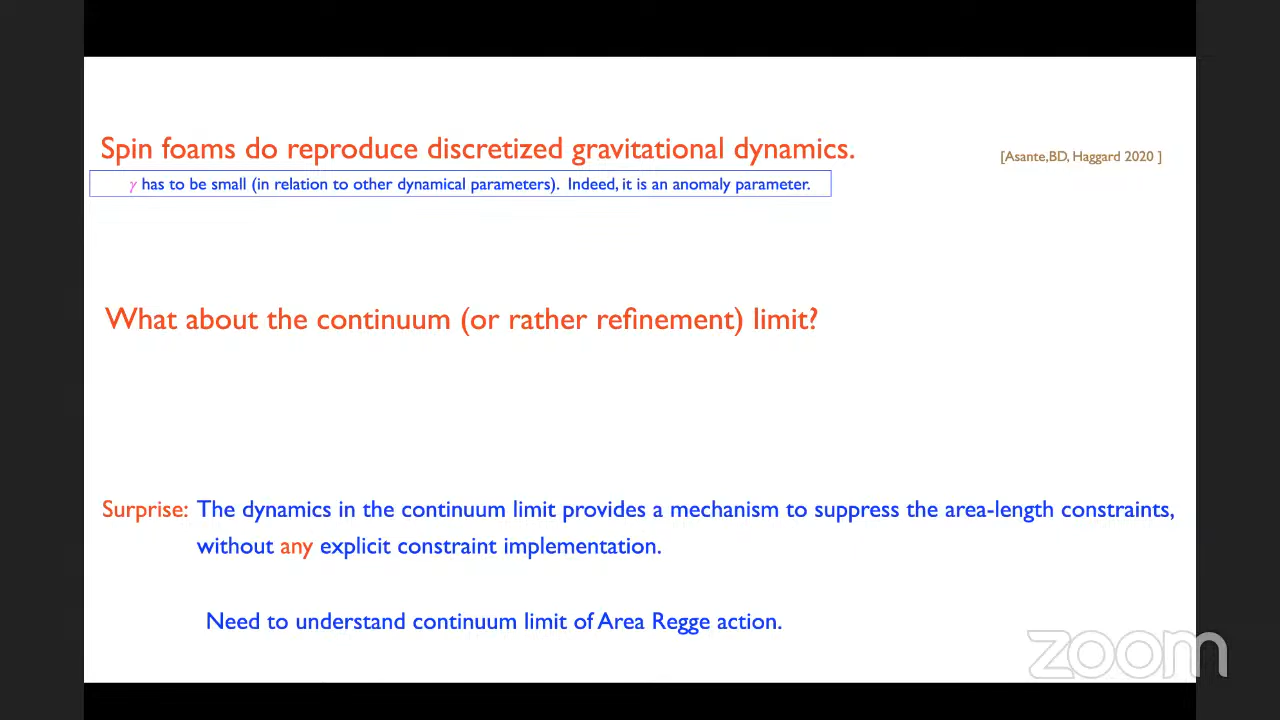 Spin foams do reproduce discretized gravitational dynamics.
[Asante,BD, Haggard 2020 ]
γ has to be small (in relation to other dynamical parameters). Indeed, it is an anomaly parameter.
What about the continuum (or rather refinement) limit?
Surprise: The dynamics in the continuum limit provides a mechanism to suppress the area-length constraints,
without any explicit constraint implementation.
Need to understand continuum limit of Area Regge action.
zoom